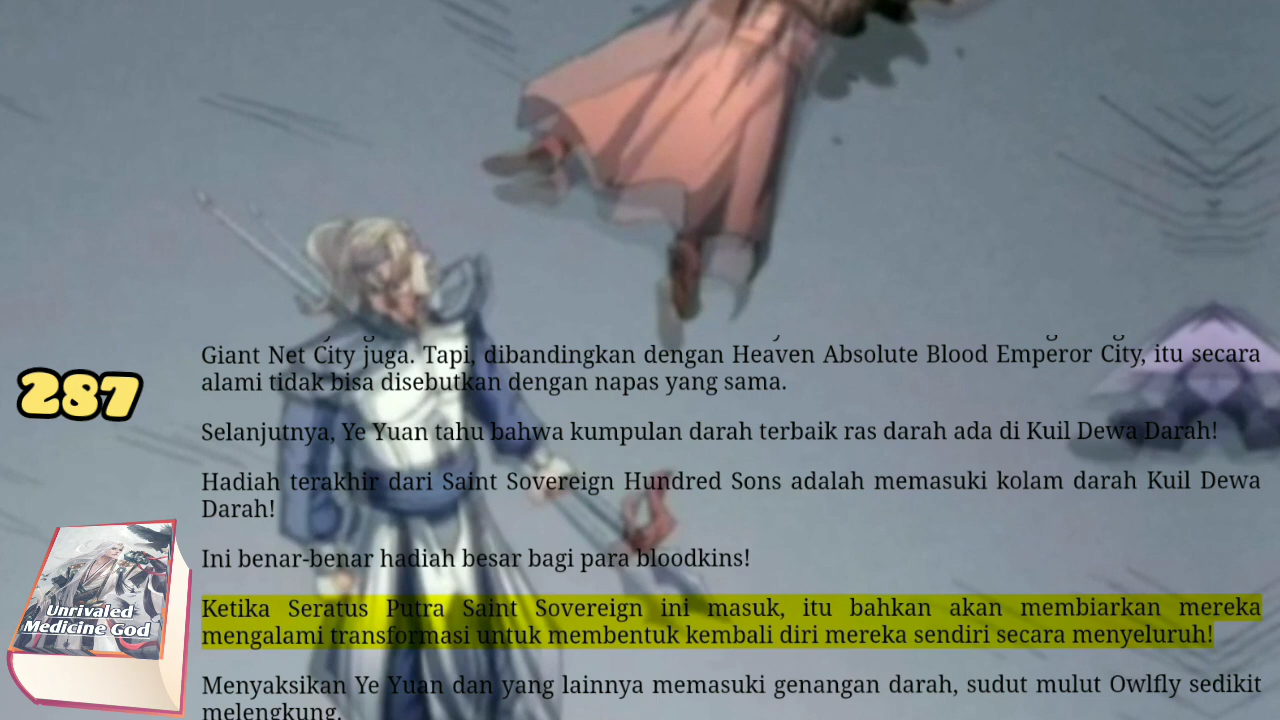 Giant Net City juga. Tapi, dibandingkan dengan Heaven Absolute Blood Emperor City, itu secara
alami tidak bisa disebutkan dengan napas yang sama.
Selanjutnya, Ye Yuan tahu bahwa kumpulan darah terbaik ras darah ada di Kuil Dewa Darah!
287
Hadiah terakhir dari Saint Sovereign Hundred Sons adalah memasuki kolam darah Kuil Dewa
Darah!
Ini benar-benar hadiah besar bagi para bloodkins!
Ketika Seratus Putra Saint Sovereign ini masuk, itu bahkan akan membiarkan mereka
mengalami transformasi untuk membentuk kembali diri mereka sendiri secara menyeluruh!
Unrivaled
Medicine God
Menyaksikan Ye Yuan dan yang lainnya memasuki genangan darah, sudut mulut Owlfly sedikit
melengkung.